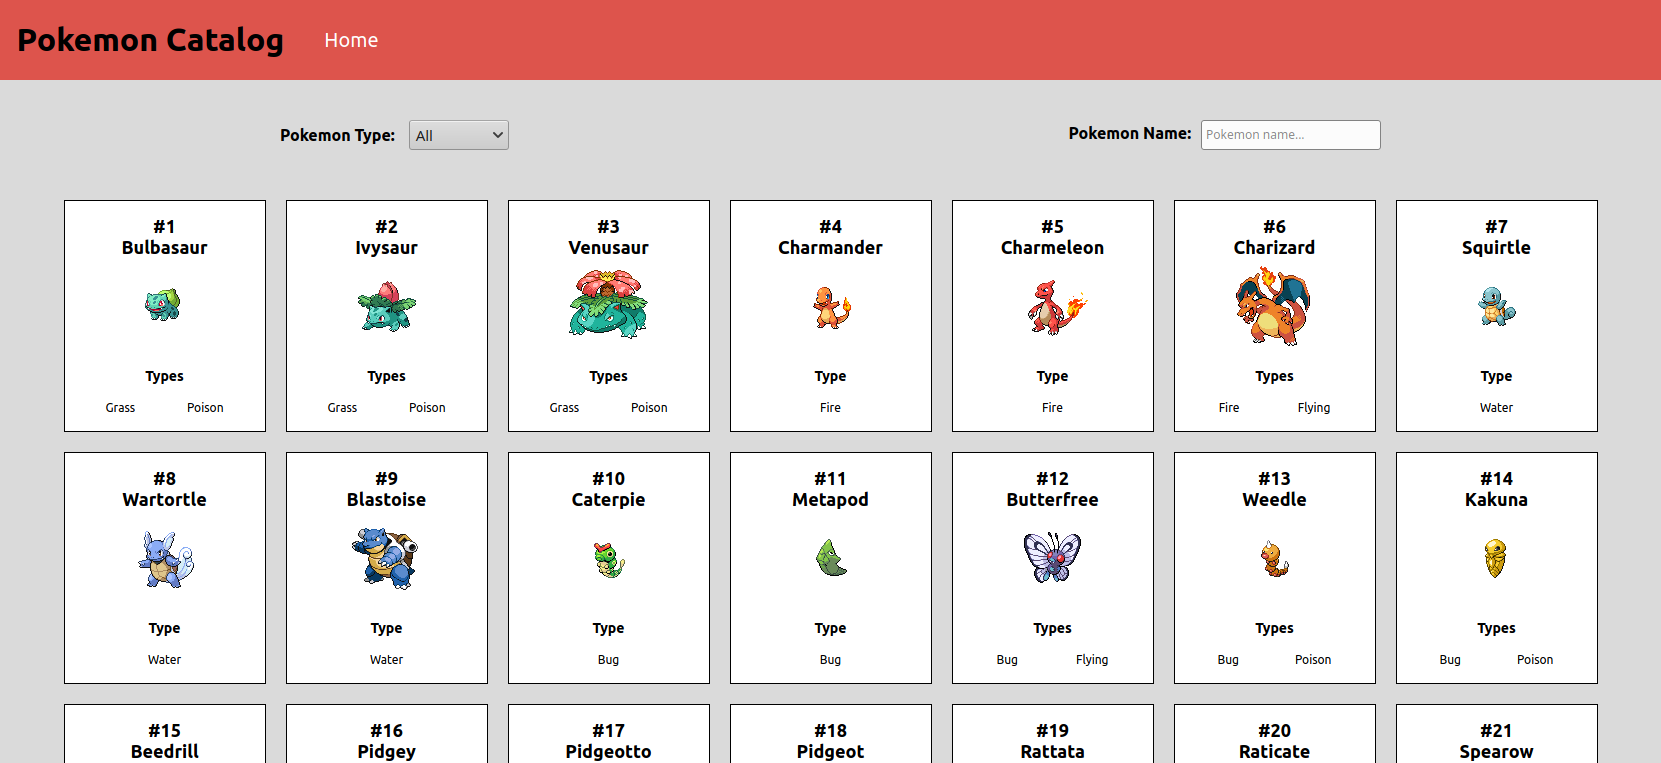 Pokemon Catalog Home
Pokemon Type: All Pokemon Name: Pokemon name...
#1 #2 #3 #4 #5 #6 #7
Bulbasaur Ivysaur Venusaur Charmander Charmeleon Charizard Squirtle
Types Types Types Type Type Types Type
Grass Poison Grass Poison Grass Poison Fire Fire Fire Flying Water
#8 #9 #10 #11 #12 #13 #14
Wartortle Blastoise Caterpie Metapod Butterfree Weedle Kakuna
Type Type Type Type Types Types Types
Water Water Bug Bug Bug Flying Bug Poison Bug Poison
#15 #16 #17 #18 #19 #20 #21
Beedrill Pidgey Pidgeotto Pidgeot Rattata Raticate Spearow